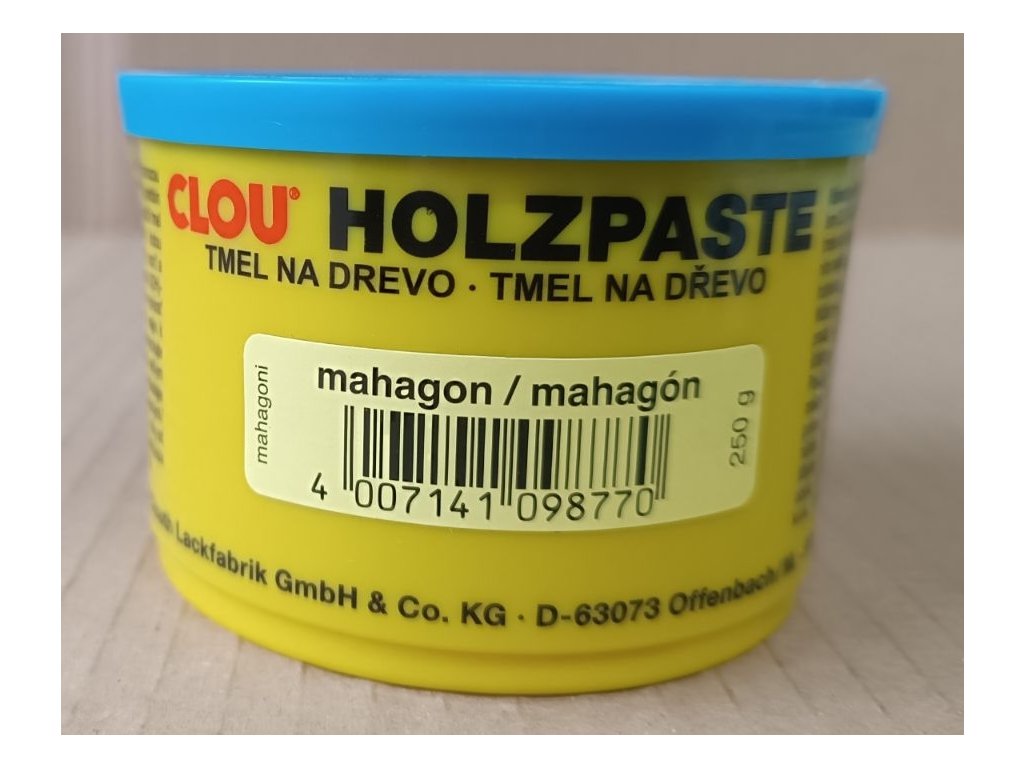 CLOU® HOLZPASTE
TMEL NA DREVO · TMEL NA DŘEVO
mahagoni
mahagon / mahagón
250 g
4 007141 098770
Lackfabrik GmbH & Co. KG · D-63073 Offenbach/M.